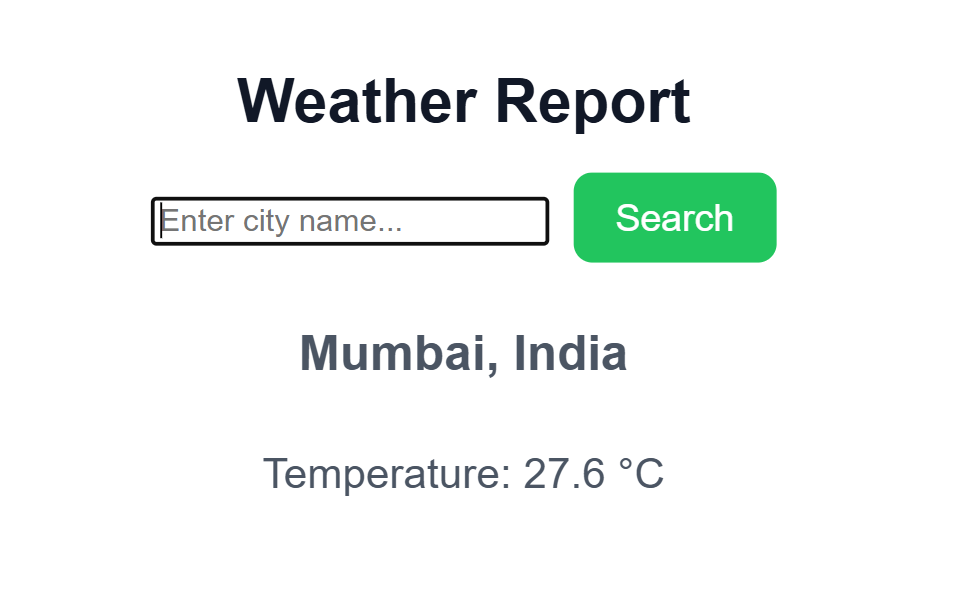 Weather Report
Enter city name...
Search
Mumbai, India
Temperature: 27.6 °C